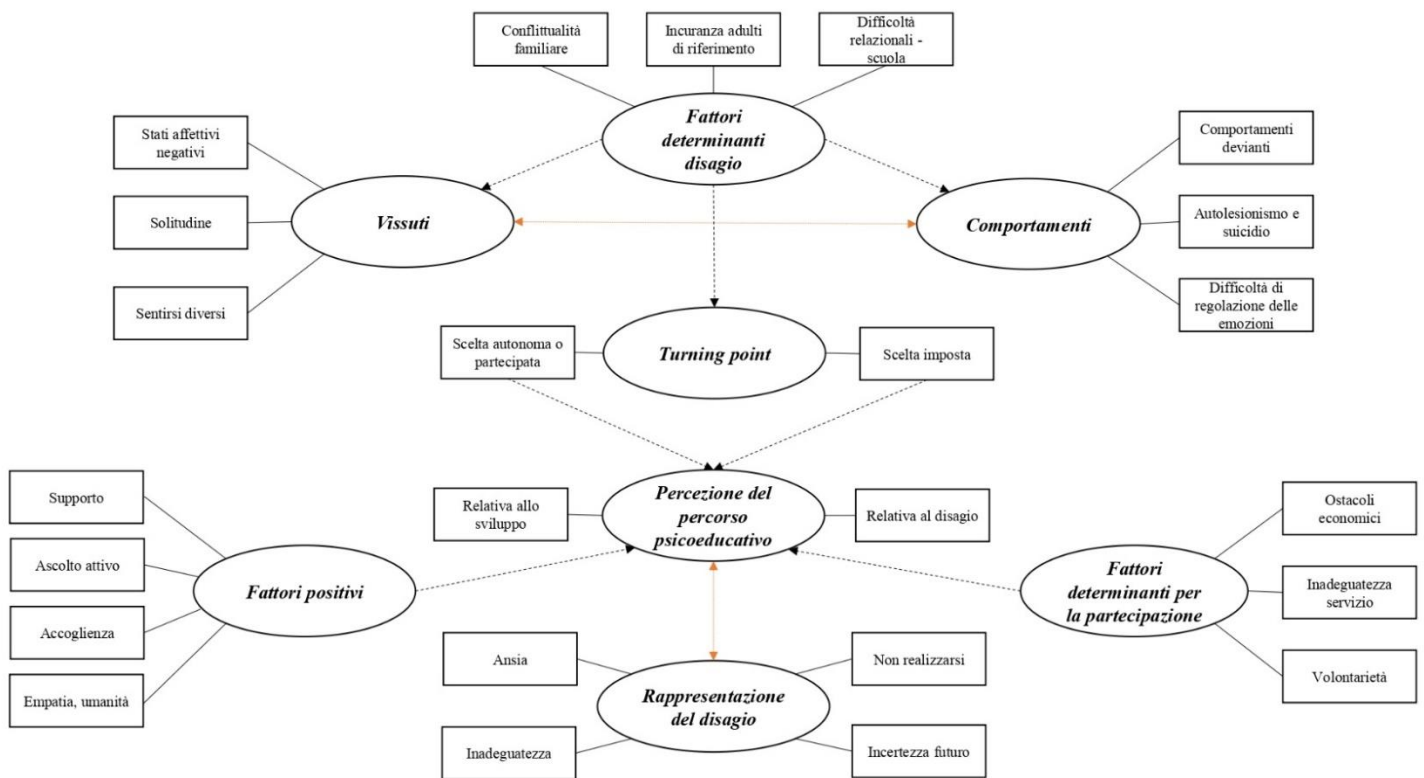 Conflittualità
familiare
Incuranza adulti
di riferimento
Difficoltà
relazionali -
scuola
Fattori
determinanti
disagio
Stati affettivi
negativi
Solitudine
Sentirsi diversi
Vissuti
Comportamenti
Comportamenti
devianti
Autolesionismo e
suicidio
Difficoltà di
regolazione delle
emozioni
Scelta autonoma o
partecipata
Turning point
Scelta imposta
Supporto
Ascolto attivo
Accoglienza
Empatia, umanità
Fattori positivi
Relativa allo
sviluppo
Percezione del
percorso
psicoeducativo
Relativa al disagio
Fattori
determinanti per
la partecipazione
Ostacoli
economici
Inadeguatezza
servizio
Volontarietà
Ansia
Non realizzarsi
Rappresentazione
del disagio
Inadeguatezza
Incertezza futuro